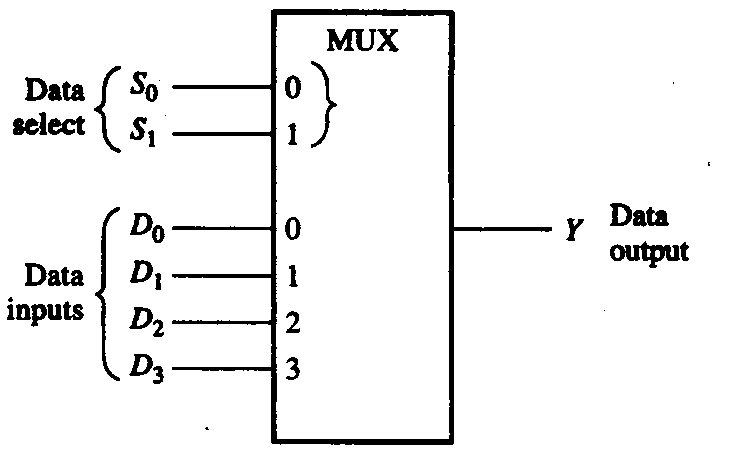 MUX
Data
select
S₀
0
S₁
1
Data
inputs
D₀
0
D₁
1
D₂
2
D₃
3
Y
Data
output